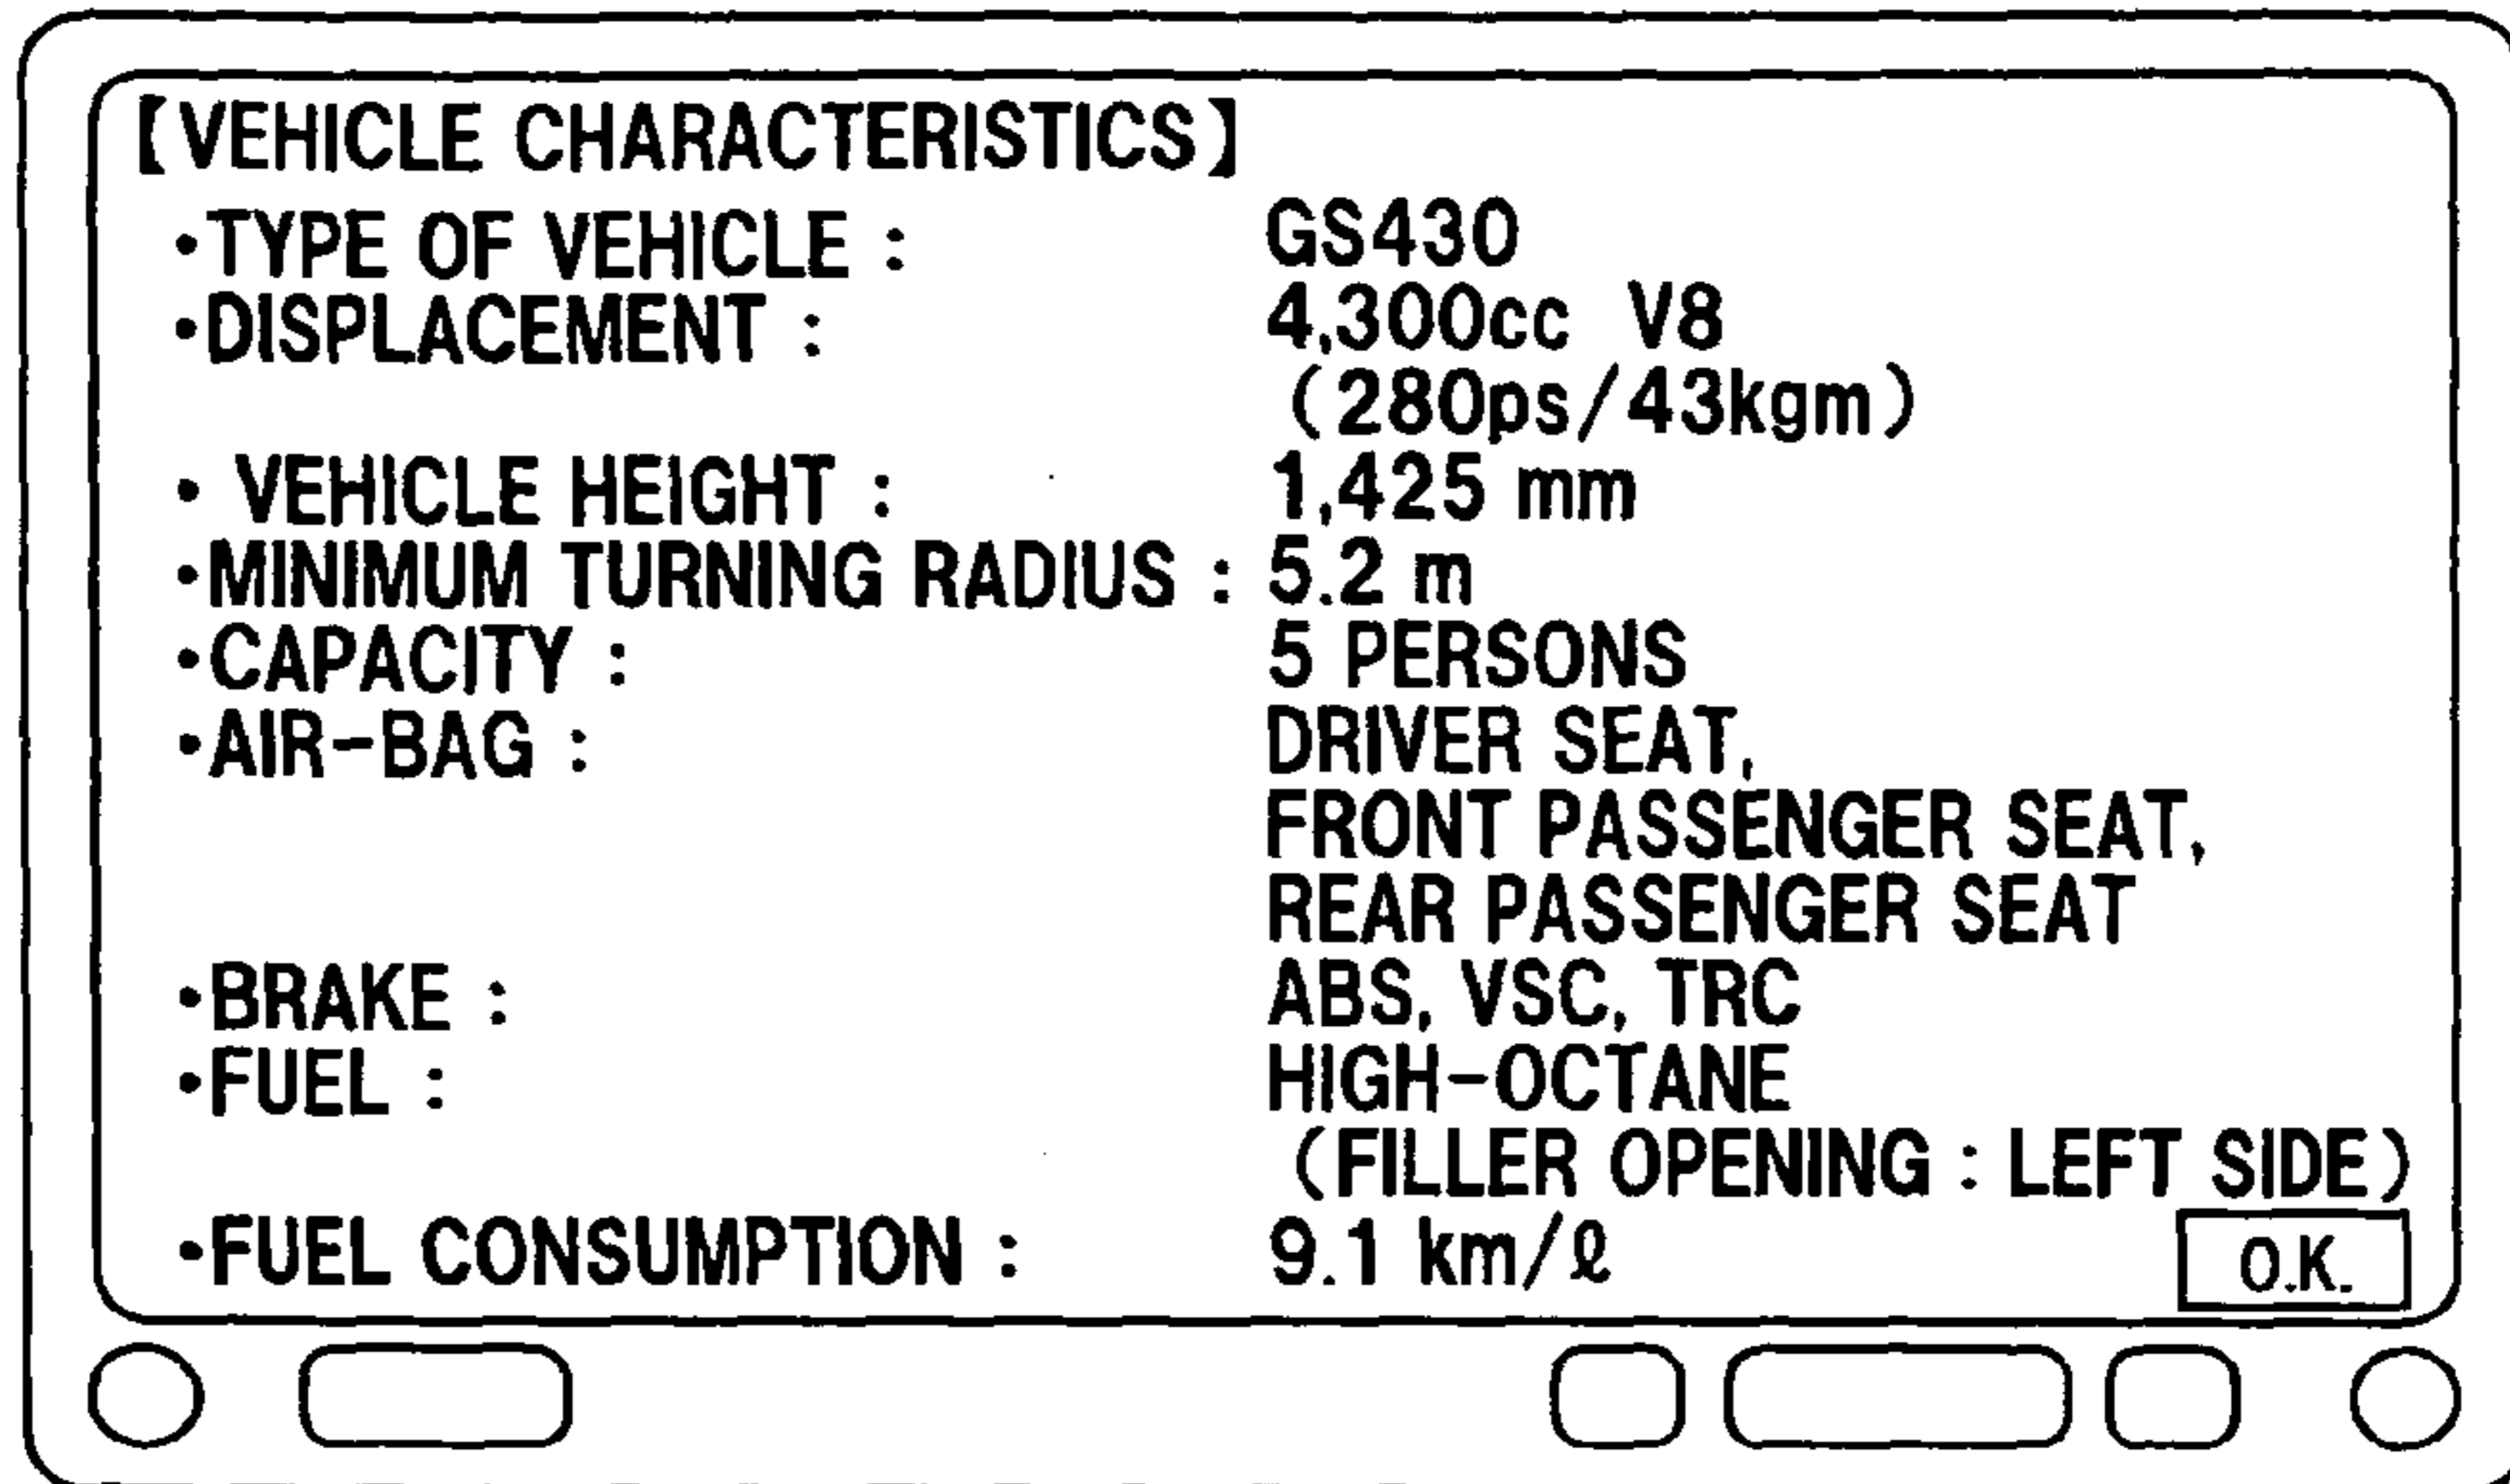 【VEHICLE CHARACTERISTICS】
•TYPE OF VEHICLE : GS430
•DISPLACEMENT : 4,300cc V8
(280ps/43kgm)
• VEHICLE HEIGHT : 1,425 mm
•MINIMUM TURNING RADIUS : 5.2 m
•CAPACITY : 5 PERSONS
•AIR-BAG : DRIVER SEAT,
FRONT PASSENGER SEAT,
REAR PASSENGER SEAT
•BRAKE : ABS, VSC, TRC
•FUEL : HIGH-OCTANE
(FILLER OPENING : LEFT SIDE)
•FUEL CONSUMPTION : 9.1 km/ℓ
O.K.